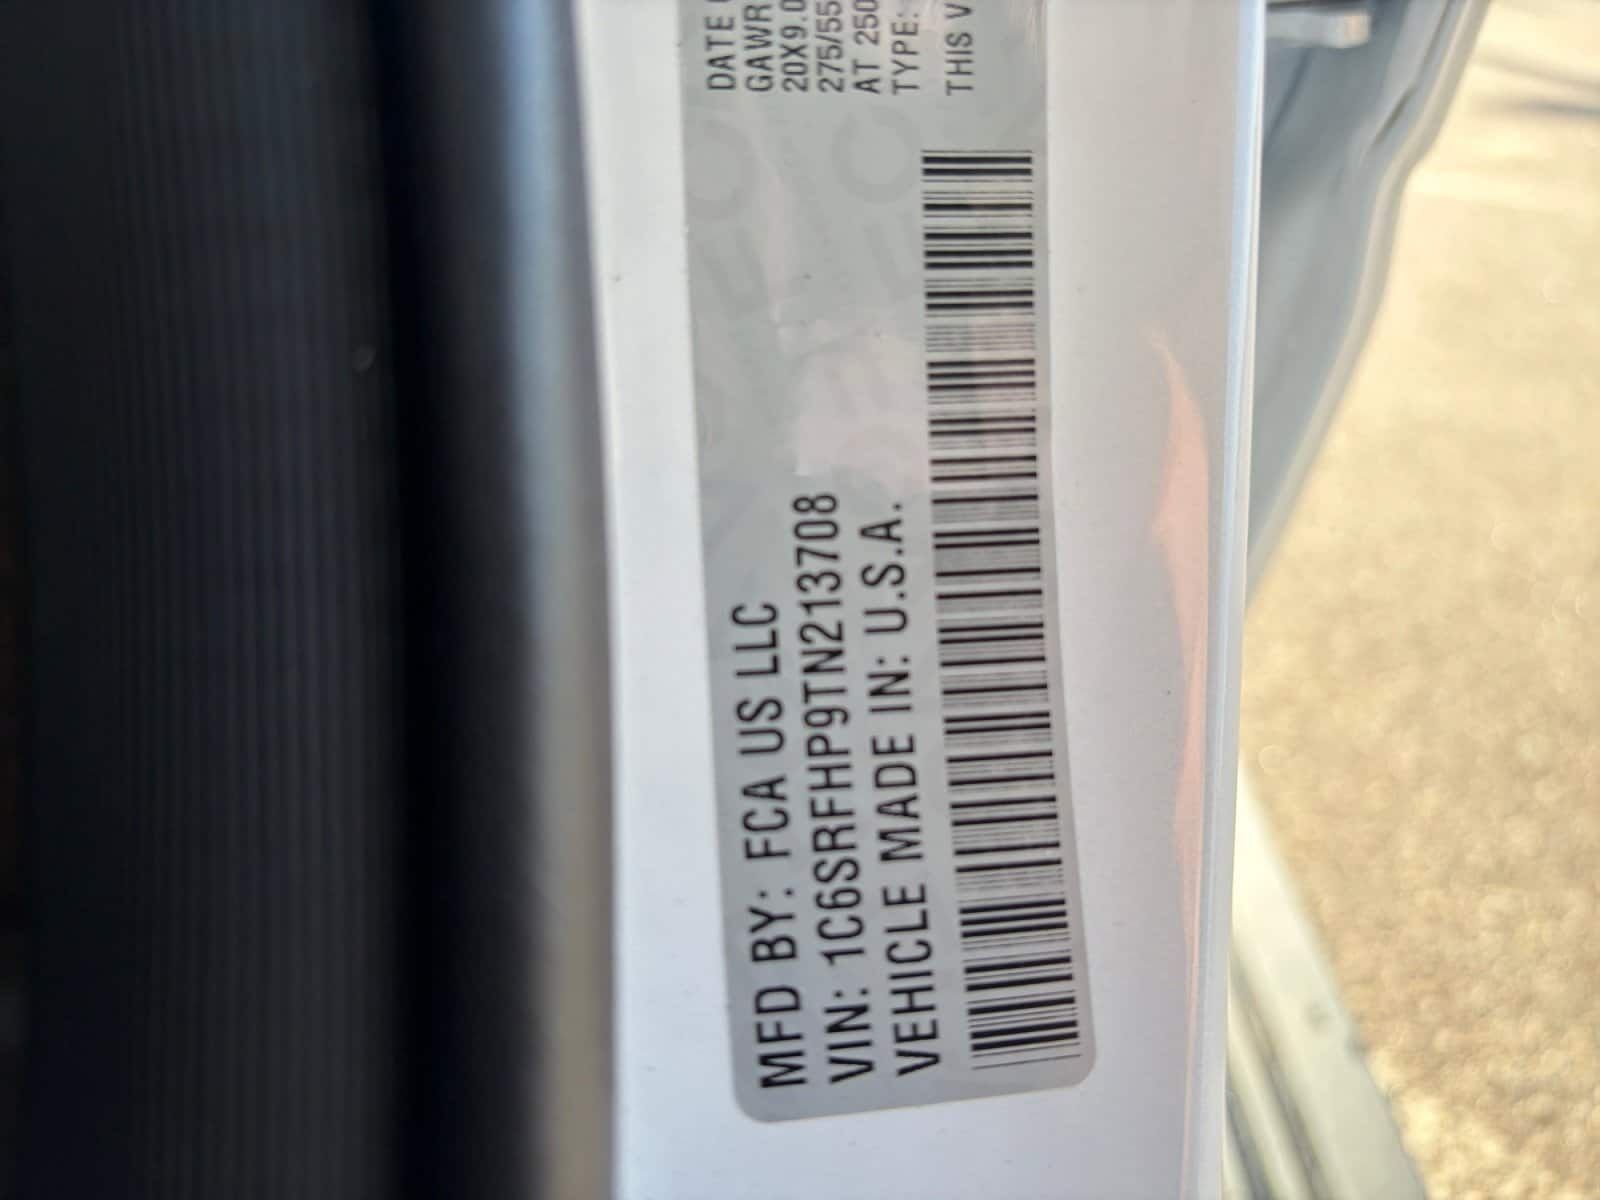 MFD BY: FCA US LLC
VIN: 1C6SRFHP9TN213708
VEHICLE MADE IN: U.S.A.
DATE
GAWR
20X9.0
275/55
AT 250
TYPE:
THIS V